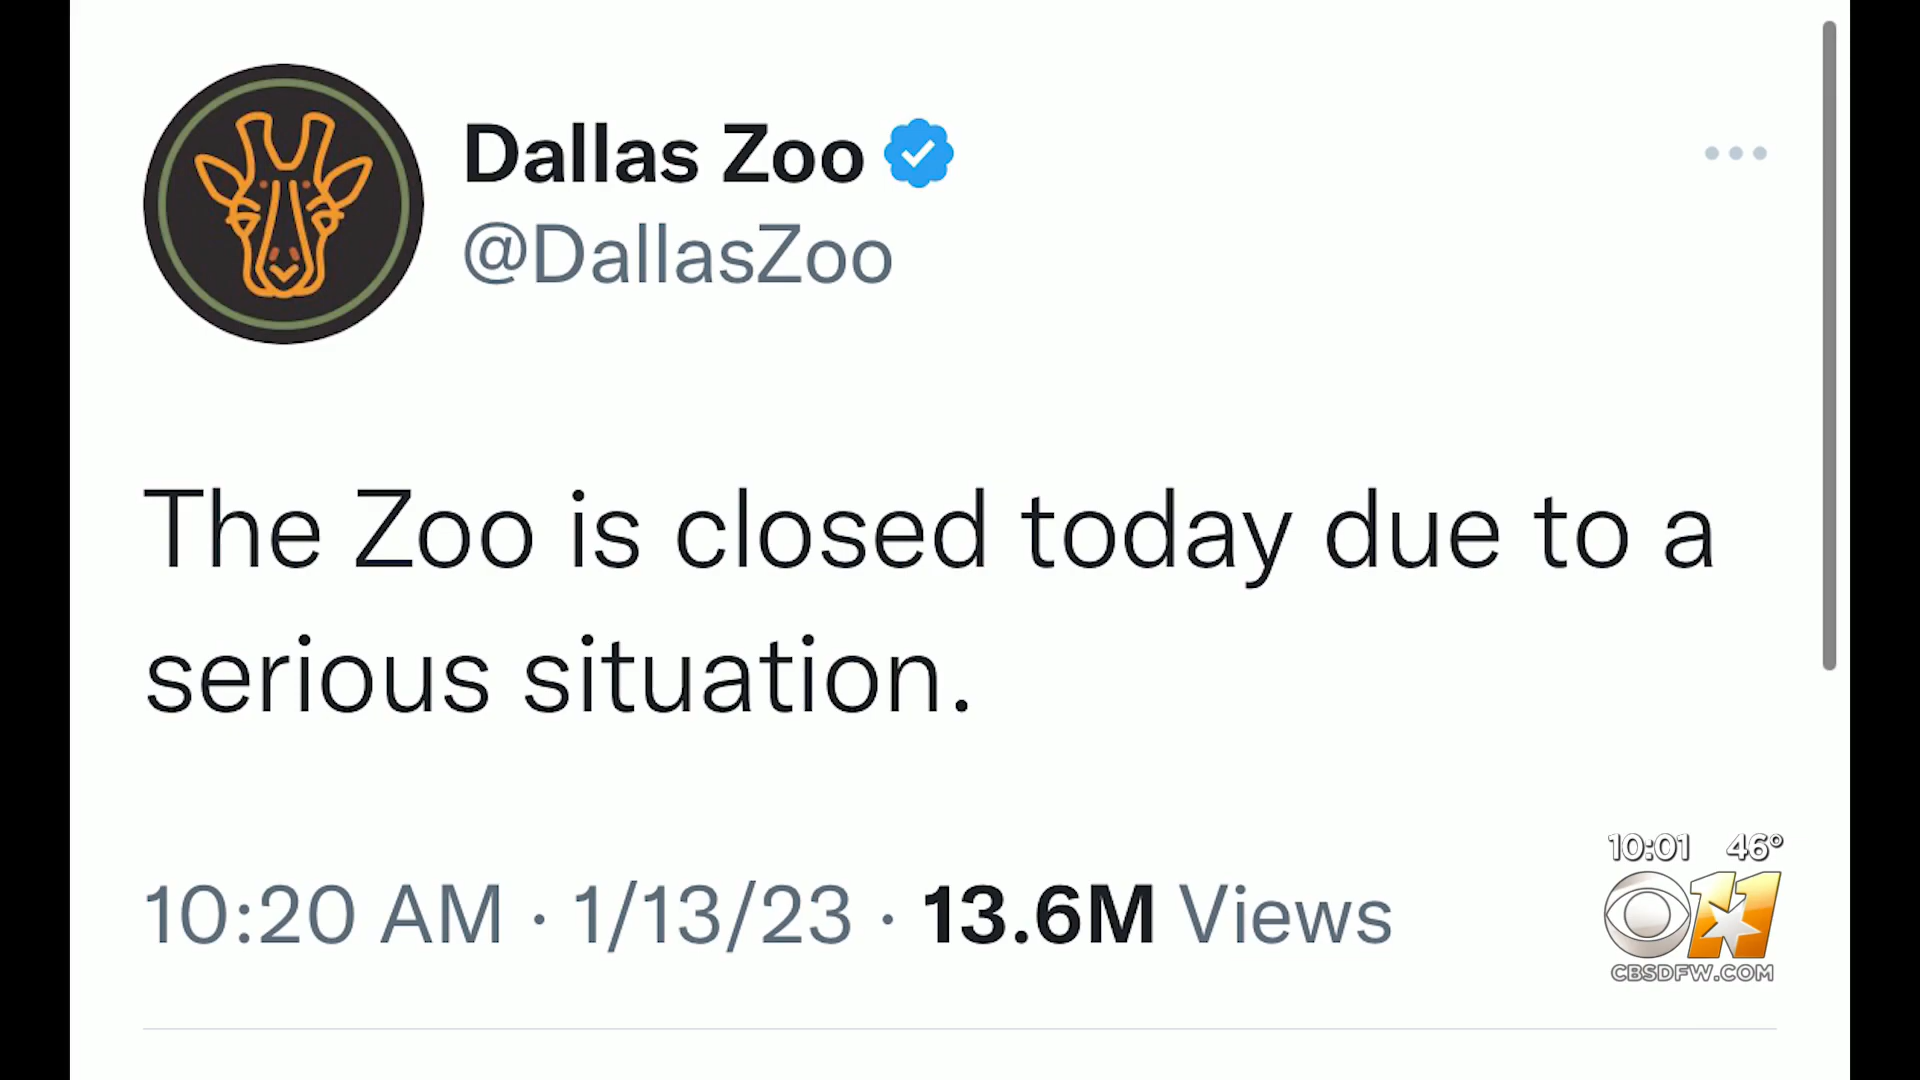 Dallas Zoo
@DallasZoo
The Zoo is closed today due to a
serious situation.
10:20 AM · 1/13/23 · 13.6M Views
10:01 46°
11
CBSDFW.COM